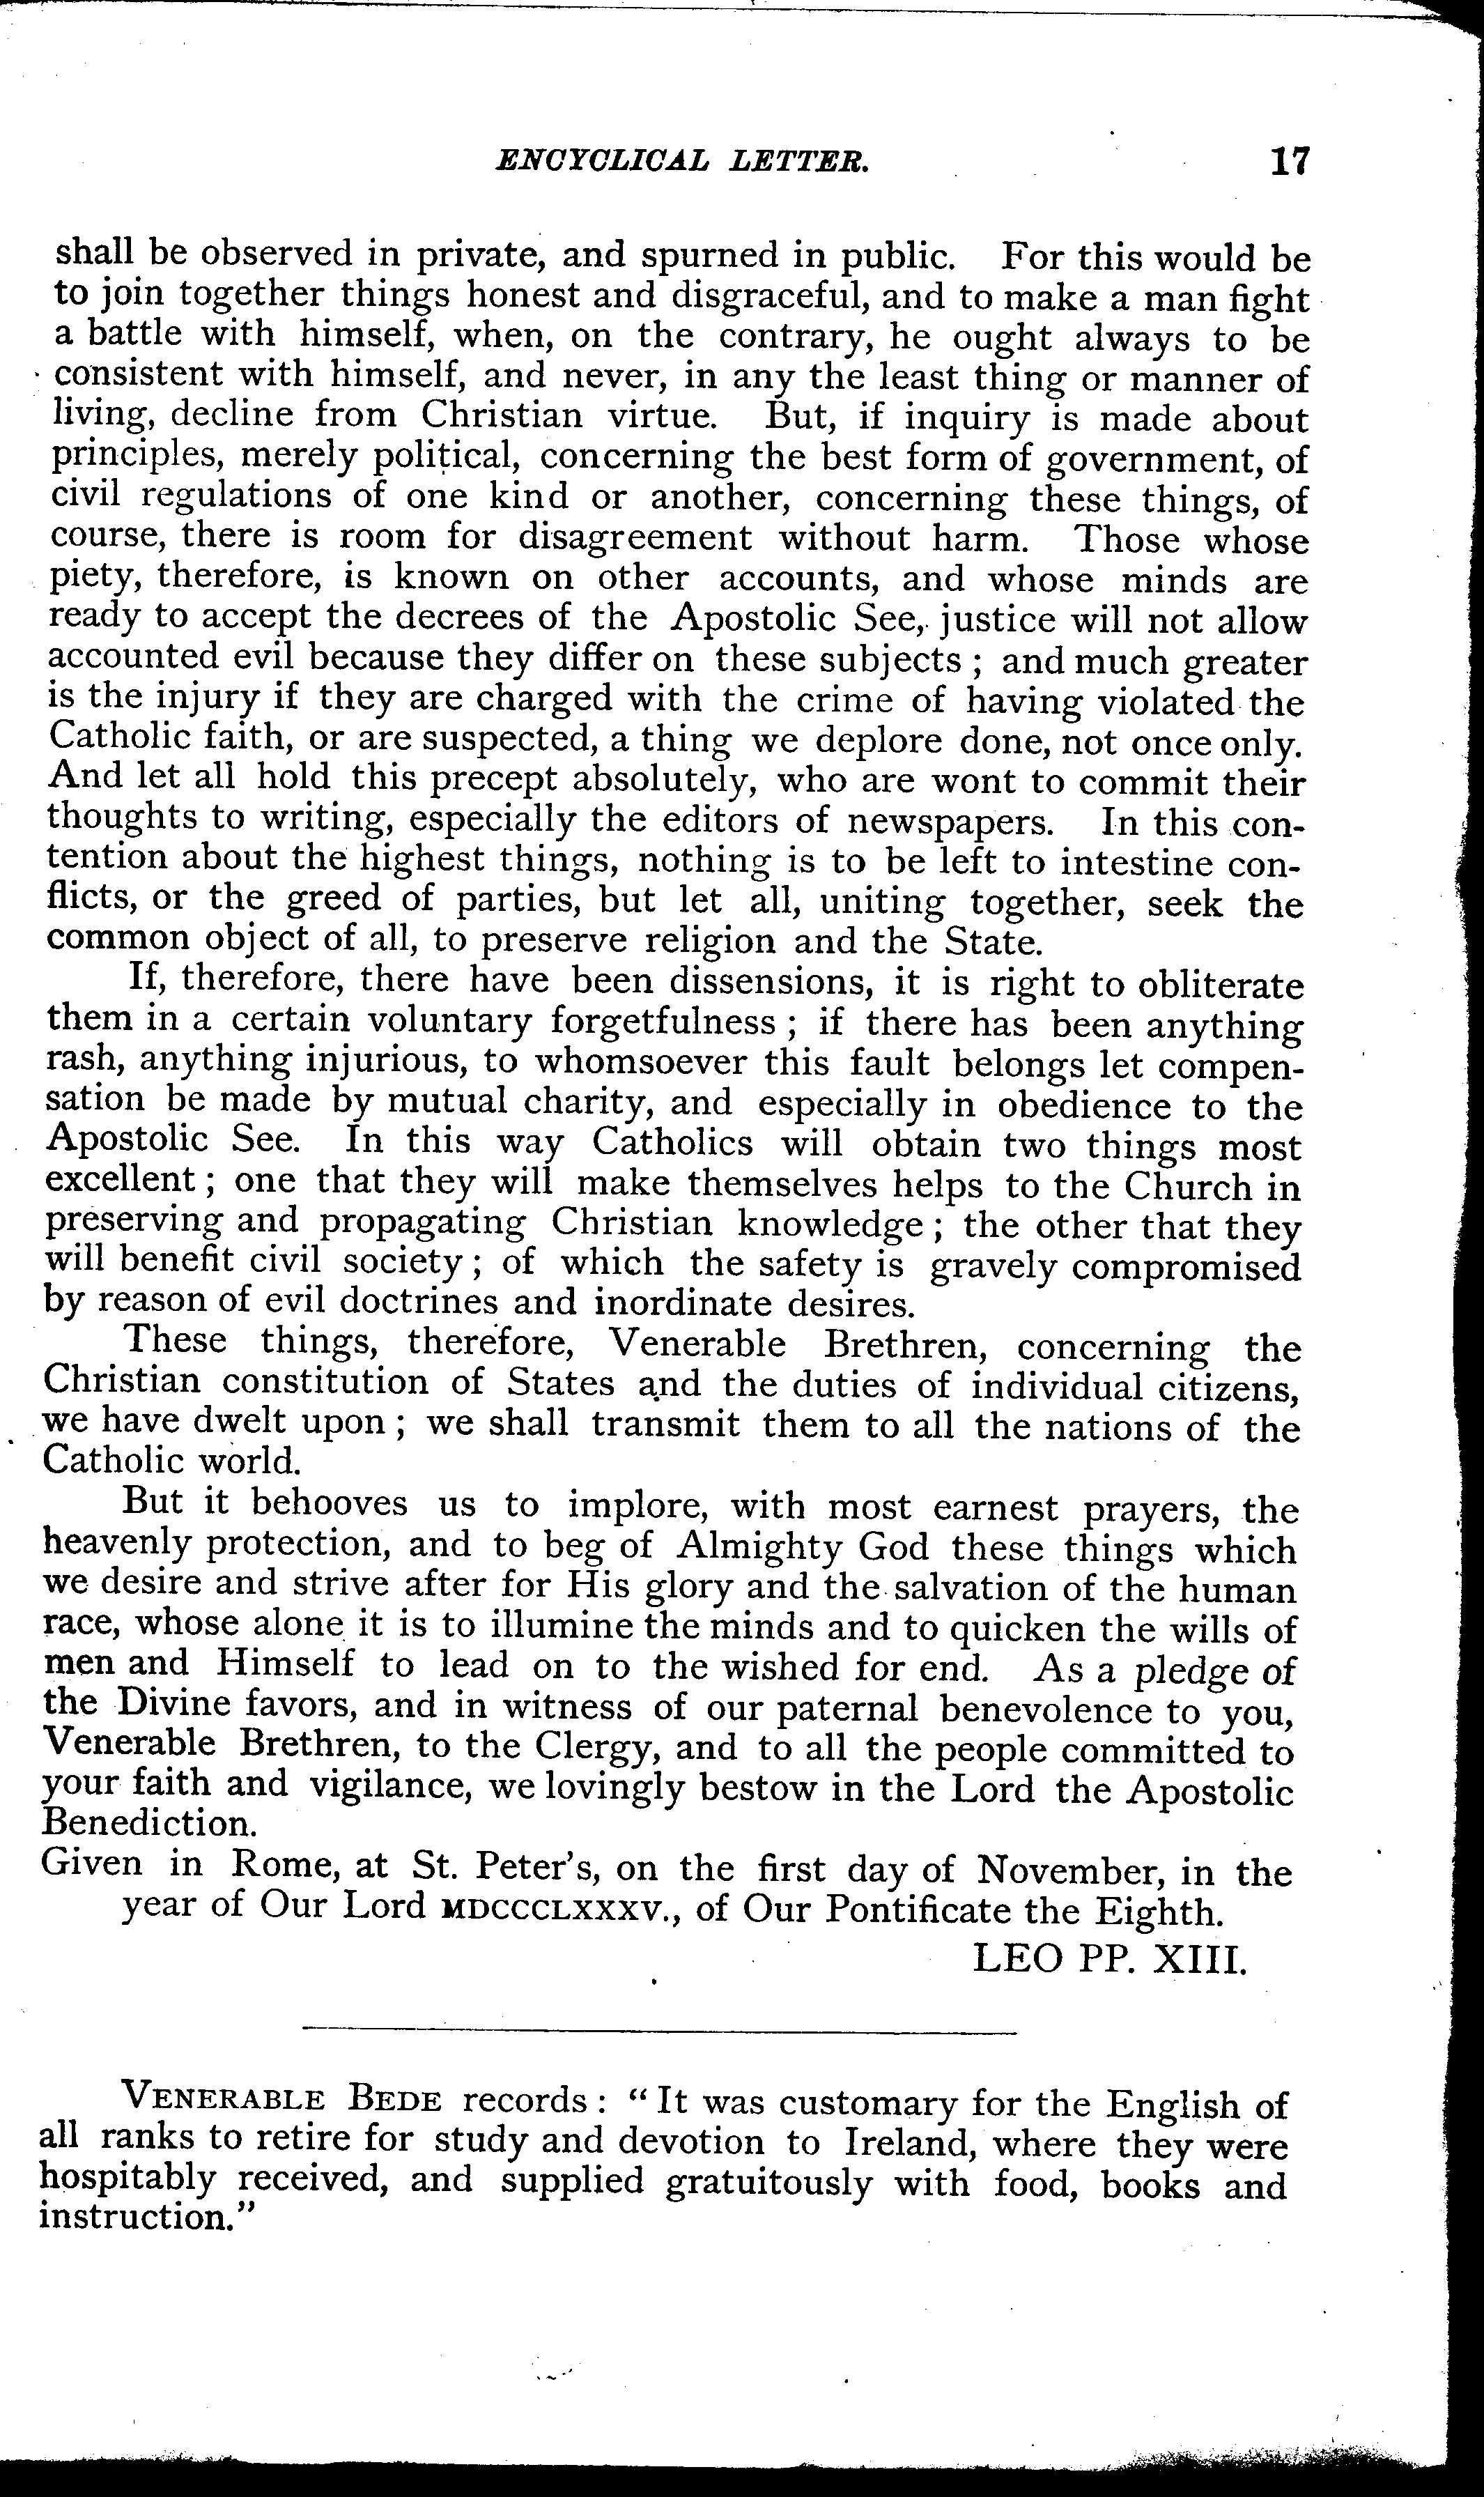 ENCYCLICAL LETTER. 17
shall be observed in private, and spurned in public. For this would be
to join together things honest and disgraceful, and to make a man fight
a battle with himself, when, on the contrary, he ought always to be
consistent with himself, and never, in any the least thing or manner of
living, decline from Christian virtue. But, if inquiry is made about
principles, merely political, concerning the best form of government, of
civil regulations of one kind or another, concerning these things, of
course, there is room for disagreement without harm. Those whose
piety, therefore, is known on other accounts, and whose minds are
ready to accept the decrees of the Apostolic See, justice will not allow
accounted evil because they differ on these subjects ; and much greater
is the injury if they are charged with the crime of having violated the
Catholic faith, or are suspected, a thing we deplore done, not once only.
And let all hold this precept absolutely, who are wont to commit their
thoughts to writing, especially the editors of newspapers. In this con-
tention about the highest things, nothing is to be left to intestine con-
flicts, or the greed of parties, but let all, uniting together, seek the
common object of all, to preserve religion and the State.
If, therefore, there have been dissensions, it is right to obliterate
them in a certain voluntary forgetfulness ; if there has been anything
rash, anything injurious, to whomsoever this fault belongs let compen-
sation be made by mutual charity, and especially in obedience to the
Apostolic See. In this way Catholics will obtain two things most
excellent ; one that they will make themselves helps to the Church in
preserving and propagating Christian knowledge ; the other that they
will benefit civil society ; of which the safety is gravely compromised
by reason of evil doctrines and inordinate desires.
These things, therefore, Venerable Brethren, concerning the
Christian constitution of States and the duties of individual citizens,
we have dwelt upon ; we shall transmit them to all the nations of the
Catholic world.
But it behooves us to implore, with most earnest prayers, the
heavenly protection, and to beg of Almighty God these things which
we desire and strive after for His glory and the salvation of the human
race, whose alone it is to illumine the minds and to quicken the wills of
men and Himself to lead on to the wished for end. As a pledge of
the Divine favors, and in witness of our paternal benevolence to you,
Venerable Brethren, to the Clergy, and to all the people committed to
your faith and vigilance, we lovingly bestow in the Lord the Apostolic
Benediction.
Given in Rome, at St. Peter's, on the first day of November, in the
year of Our Lord MDCCCLXXXV., of Our Pontificate the Eighth.
LEO PP. XIII.
VENERABLE BEDE records : "It was customary for the English of
all ranks to retire for study and devotion to Ireland, where they were
hospitably received, and supplied gratuitously with food, books and
instruction."